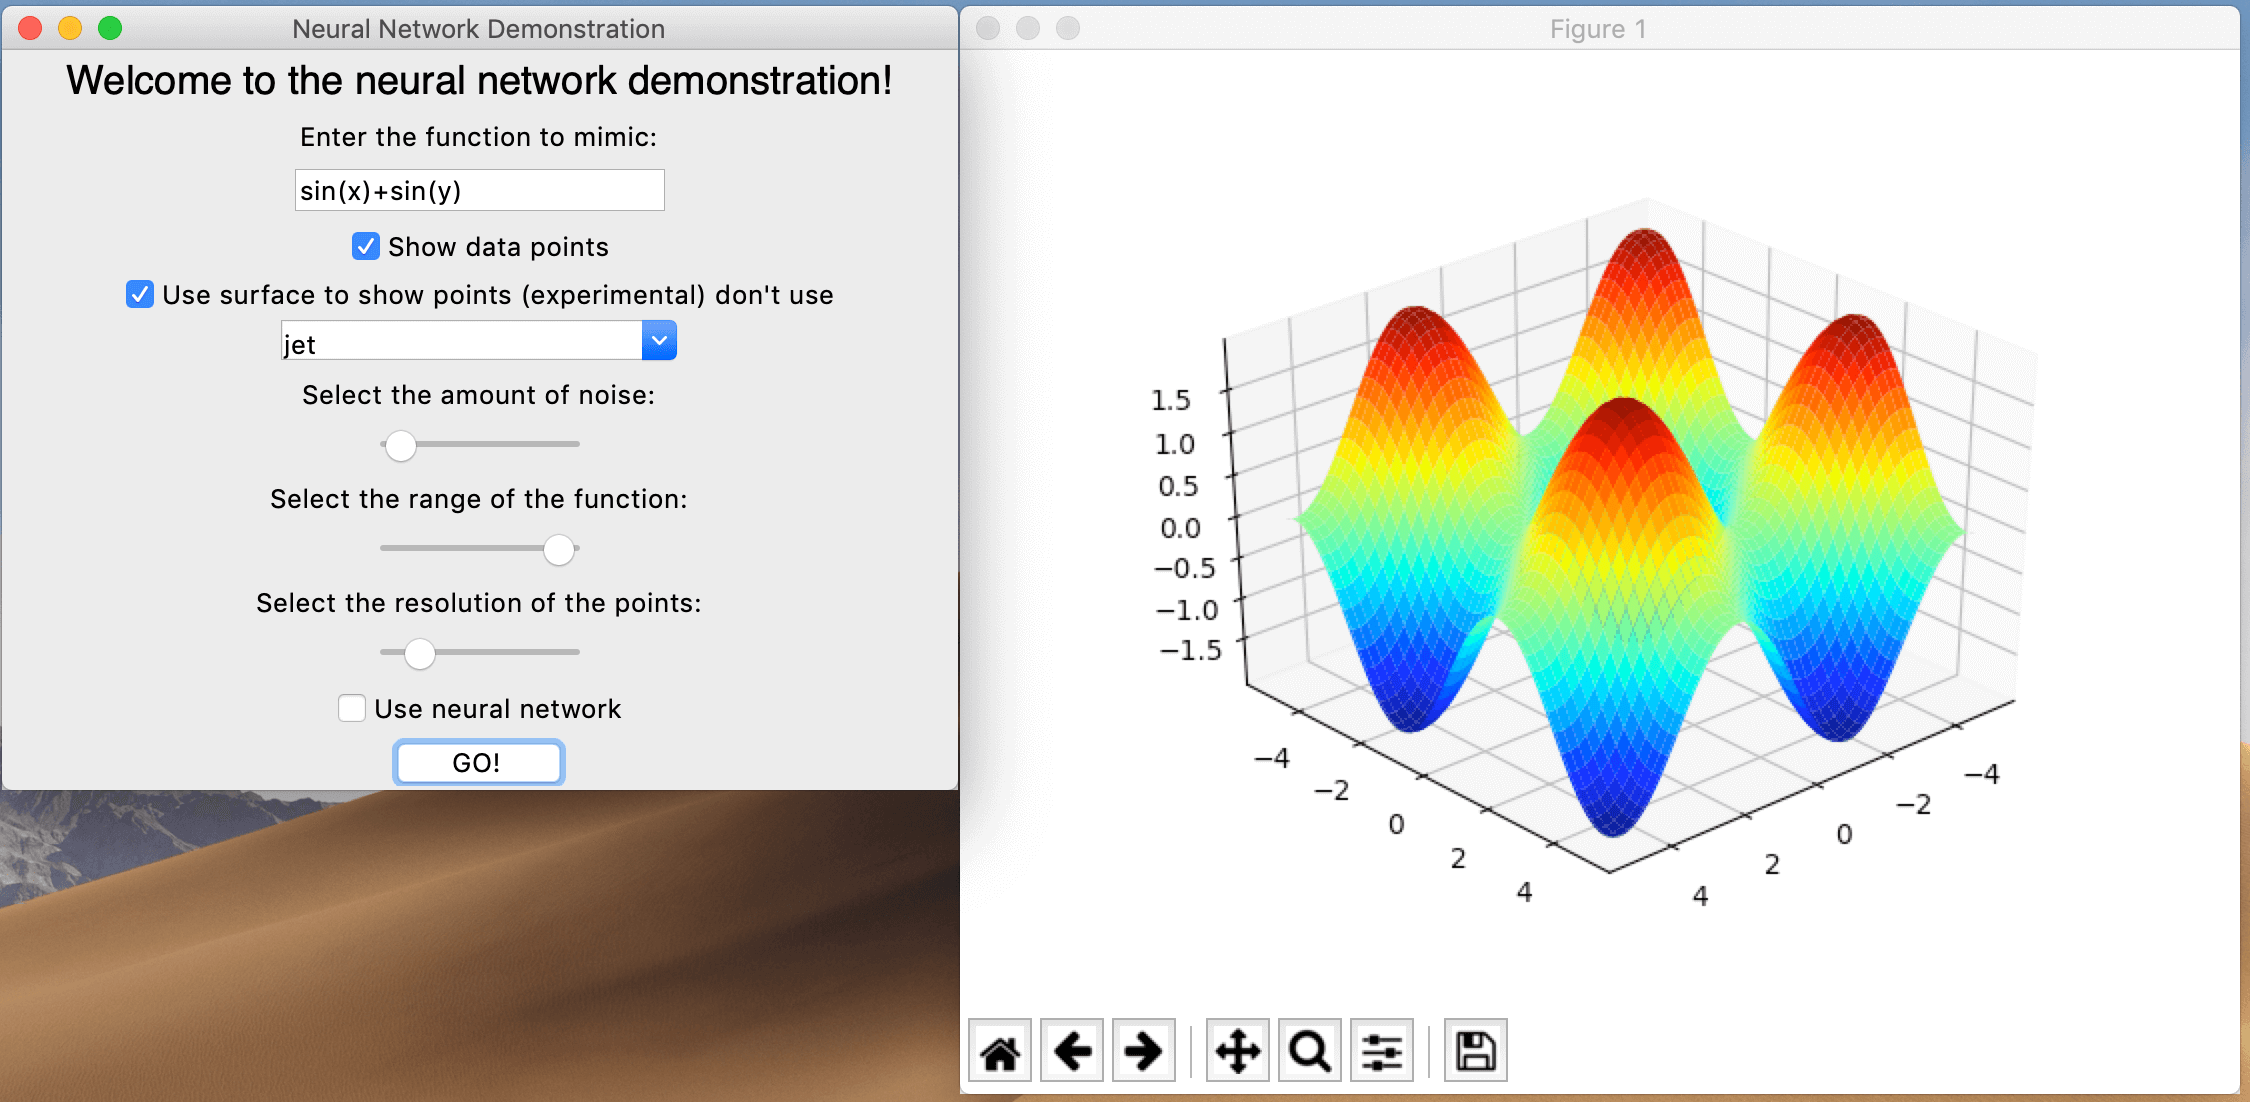 Neural Network Demonstration
Welcome to the neural network demonstration!
Enter the function to mimic:
sin(x)+sin(y)
Show data points
Use surface to show points (experimental) don't use
jet
Select the amount of noise:
Select the range of the function:
Select the resolution of the points:
Use neural network
GO!
Figure 1
1.5
1.0
0.5
0.0
−0.5
−1.0
−1.5
−4
−2
0
2
4
4
2
0
−2
−4